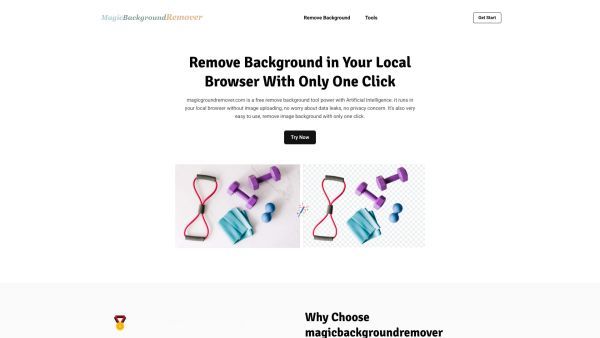 MagicBackgroundRemover
Remove Background
Tools
Get Start
Remove Background in Your Local
Browser With Only One Click
magicgroundremover.com is a free remove background tool power with Artificial Intelligence. it runs in
your local browser without image uploading, no worry about data leaks, no privacy concern. It's also very
easy to use, remove image background with only one click.
Try Now
Why Choose
magicbackgroundremover